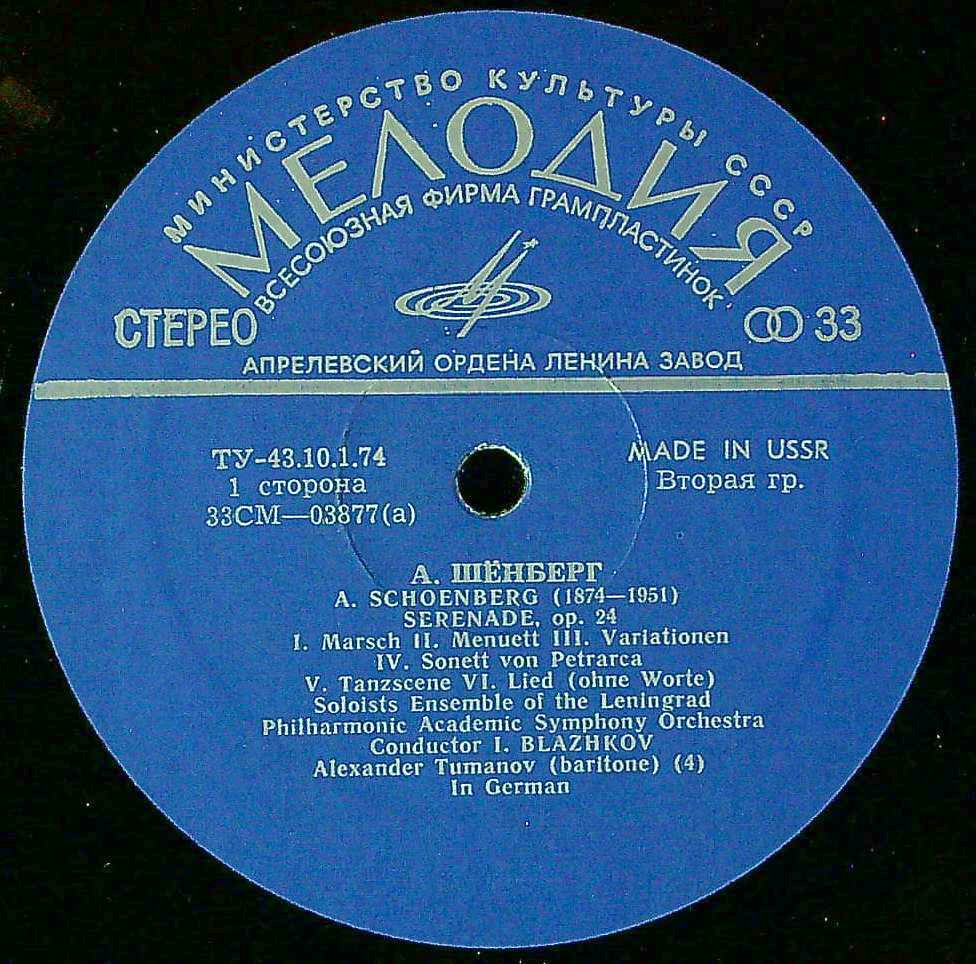 МИНИСТЕРСТВО КУЛЬТУРЫ СССР
МЕЛОДИЯ
ВСЕСОЮЗНАЯ ФИРМА ГРАМПЛАСТИНОК
СТЕРЕО
33
АПРЕЛЕВСКИЙ ОРДЕНА ЛЕНИНА ЗАВОД
ТУ-43.10.1.74
1 сторона
33СМ—03877(а)
MADE IN USSR
Вторая гр.
А. ШЁНБЕРГ
A. SCHOENBERG (1874—1951)
SERENADE, op. 24
I. Marsch II. Menuett III. Variationen
IV. Sonett von Petrarca
V. Tanzscene VI. Lied (ohne Worte)
Soloists Ensemble of the Leningrad
Philharmonic Academic Symphony Orchestra
Conductor I. BLAZHKOV
Alexander Tumanov (baritone) (4)
In German